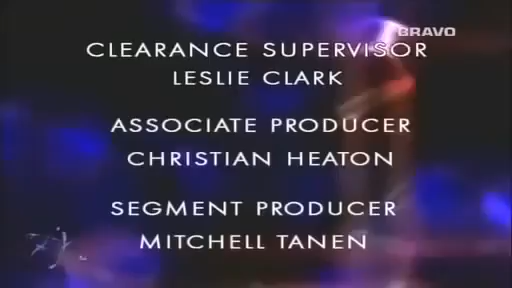 BRAVO
CLEARANCE SUPERVISOR
LESLIE CLARK
ASSOCIATE PRODUCER
CHRISTIAN HEATON
SEGMENT PRODUCER
MITCHELL TANEN